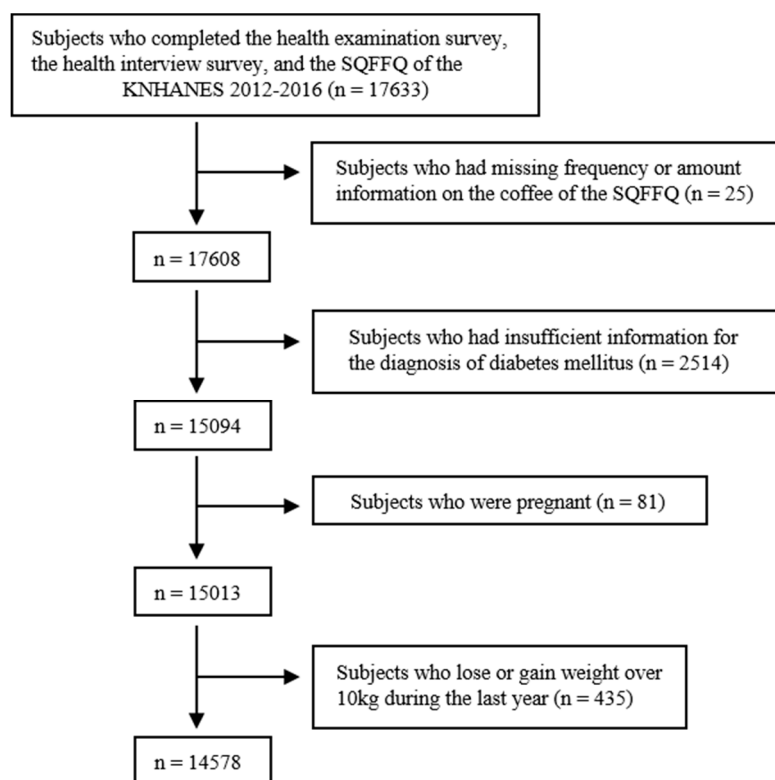 Subjects who completed the health examination survey,
the health interview survey, and the SQFFQ of the
KNHANES 2012-2016 (n = 17633)
Subjects who had missing frequency or amount
information on the coffee of the SQFFQ (n = 25)
n = 17608
Subjects who had insufficient information for
the diagnosis of diabetes mellitus (n = 2514)
n = 15094
Subjects who were pregnant (n = 81)
n = 15013
Subjects who lose or gain weight over
10kg during the last year (n = 435)
n = 14578